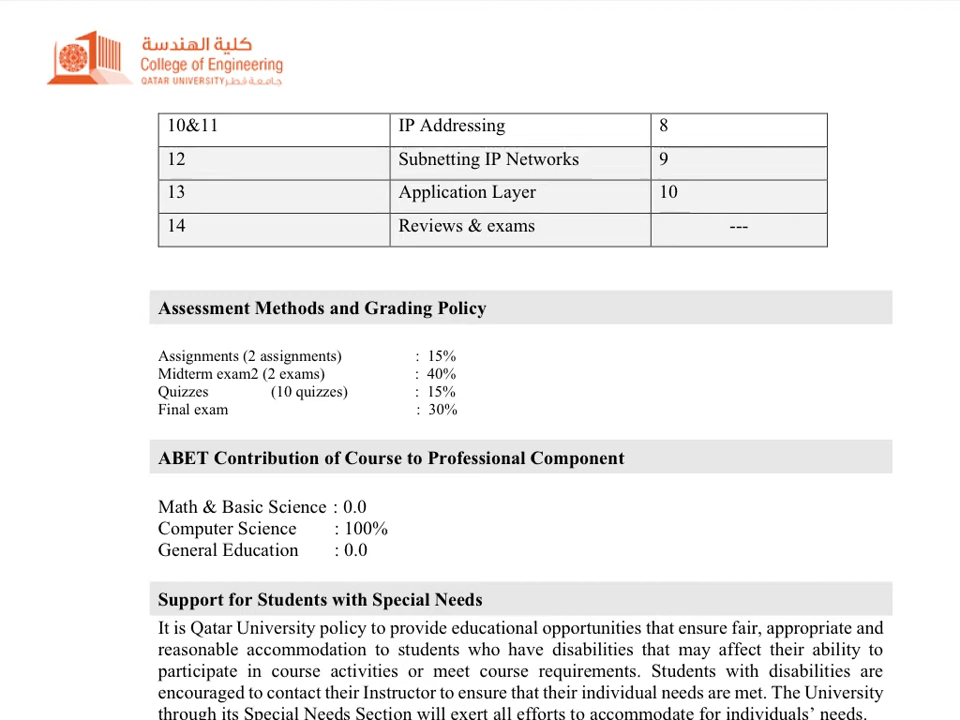 كلية الهندسة
College of Engineering
QATAR UNIVERSITY جامعة قطر
10&11 IP Addressing 8
12 Subnetting IP Networks 9
13 Application Layer 10
14 Reviews & exams ---
Assessment Methods and Grading Policy
Assignments (2 assignments) : 15%
Midterm exam2 (2 exams) : 40%
Quizzes (10 quizzes) : 15%
Final exam : 30%
ABET Contribution of Course to Professional Component
Math & Basic Science : 0.0
Computer Science : 100%
General Education : 0.0
Support for Students with Special Needs
It is Qatar University policy to provide educational opportunities that ensure fair, appropriate and
reasonable accommodation to students who have disabilities that may affect their ability to
participate in course activities or meet course requirements. Students with disabilities are
encouraged to contact their Instructor to ensure that their individual needs are met. The University
through its Special Needs Section will exert all efforts to accommodate for individuals’ needs.